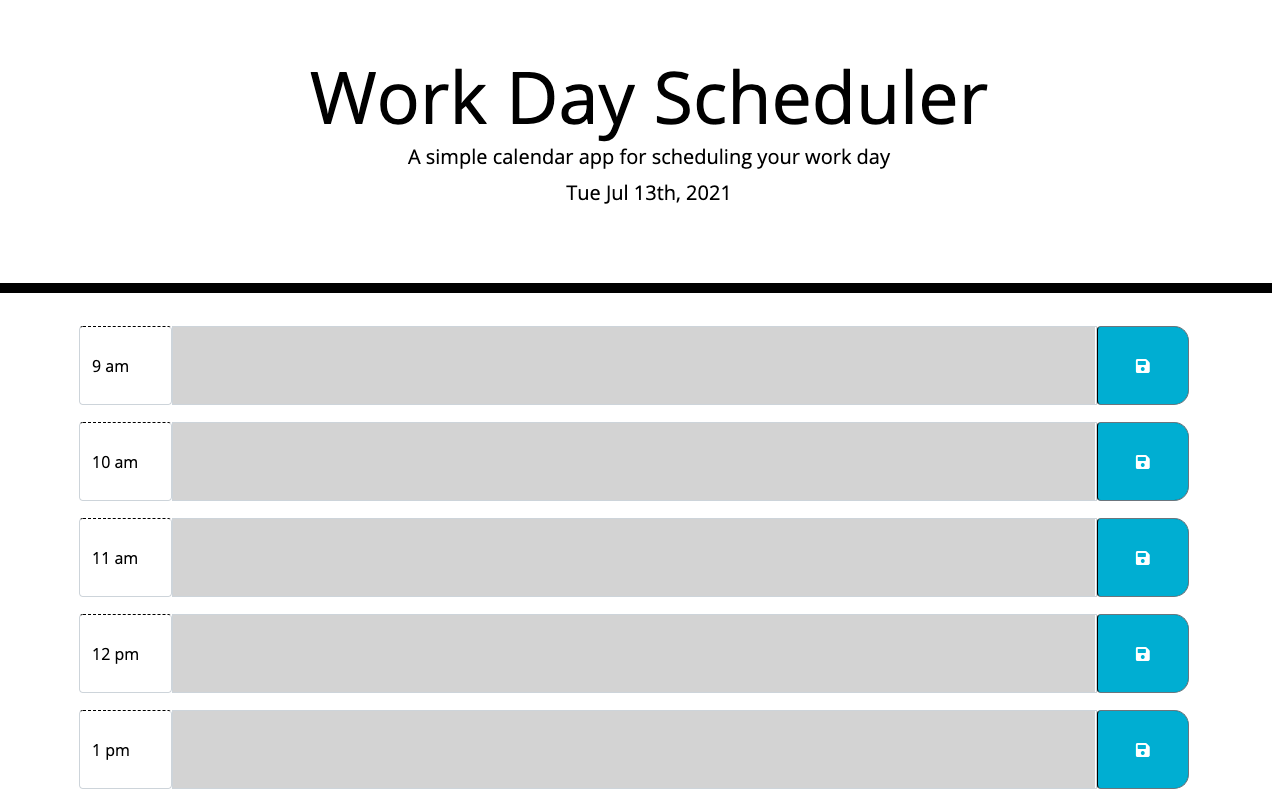 Work Day Scheduler
A simple calendar app for scheduling your work day
Tue Jul 13th, 2021
9 am
10 am
11 am
12 pm
1 pm